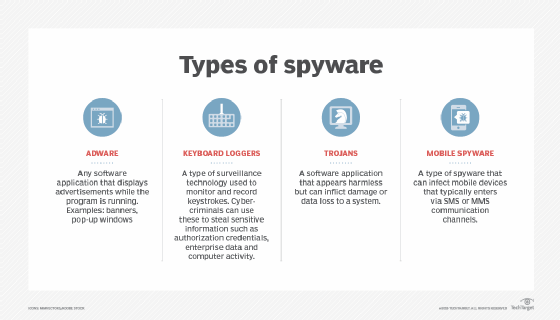 Types of spyware
ADWARE
Any software
application that displays
advertisements while the
program is running.
Examples: banners,
pop-up windows
KEYBOARD LOGGERS
A type of surveillance
technology used to
monitor and record
keystrokes. Cyber-
criminals can use
these to steal sensitive
information such as
authorization credentials,
enterprise data and
computer activity.
TROJANS
A software application
that appears harmless
but can inflict damage or
data loss to a system.
MOBILE SPYWARE
A type of spyware that
can infect mobile devices
that typically enters
via SMS or MMS
communication
channels.
TechTarget